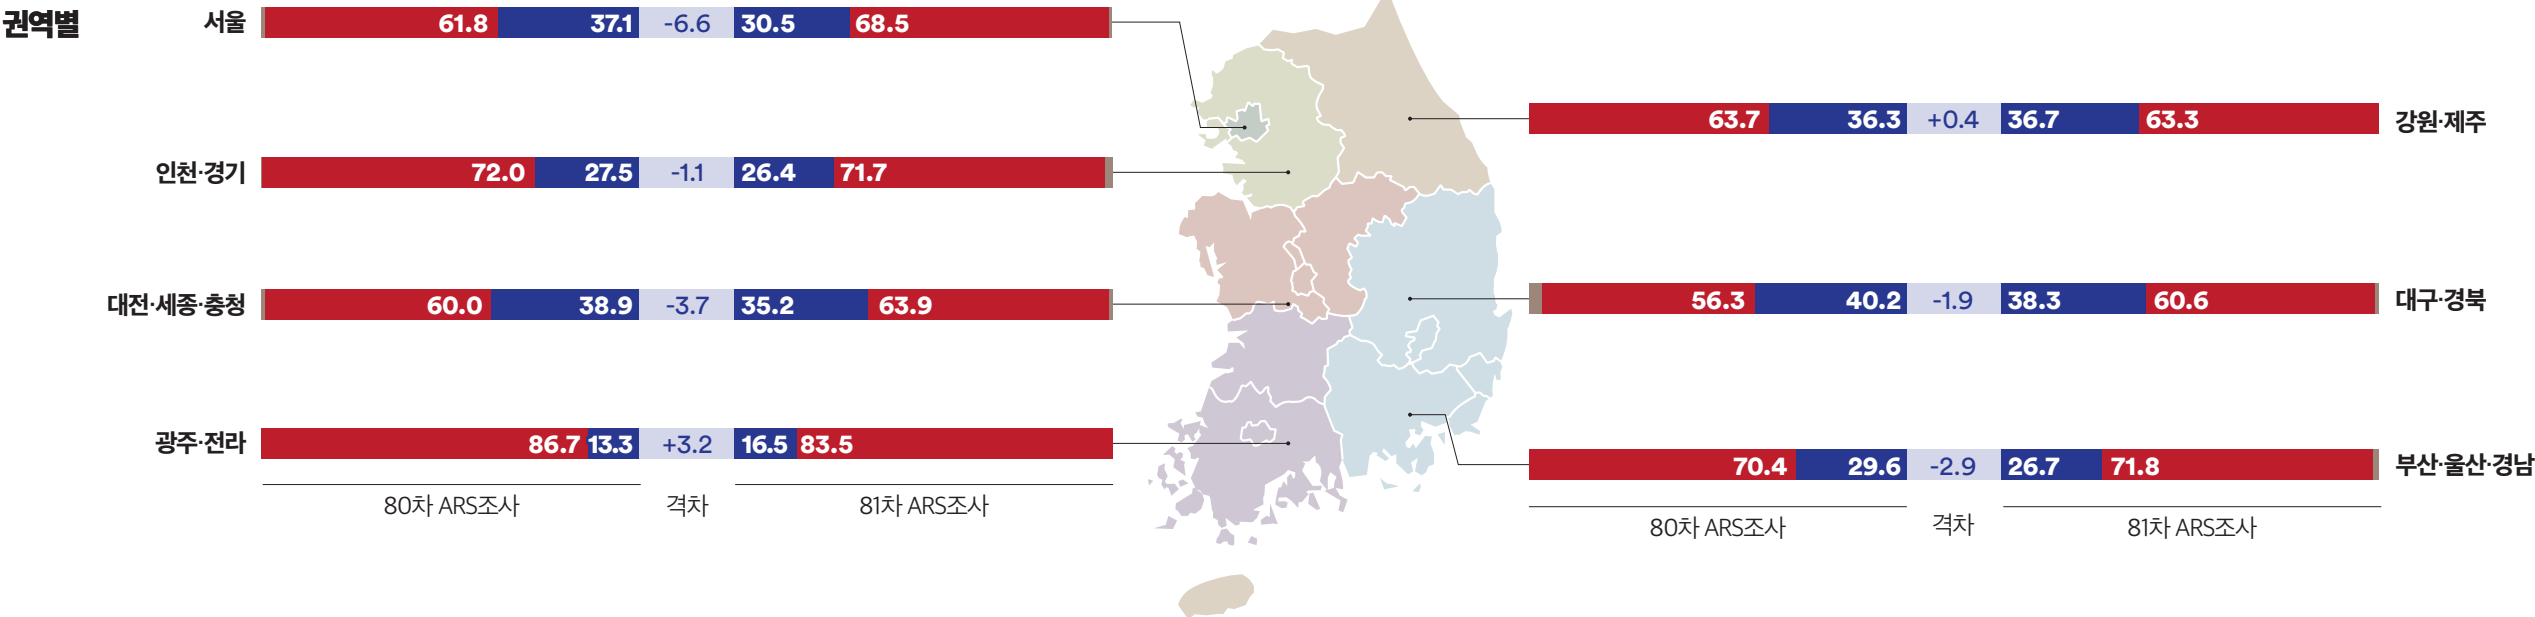 권역별
서울 61.8 37.1 -6.6 30.5 68.5
인천·경기 72.0 27.5 -1.1 26.4 71.7
대전·세종·충청 60.0 38.9 -3.7 35.2 63.9
광주·전라 86.7 13.3 +3.2 16.5 83.5
80차 ARS조사 격차 81차 ARS조사
63.7 36.3 +0.4 36.7 63.3 강원·제주
56.3 40.2 -1.9 38.3 60.6 대구·경북
70.4 29.6 -2.9 26.7 71.8 부산·울산·경남
80차 ARS조사 격차 81차 ARS조사